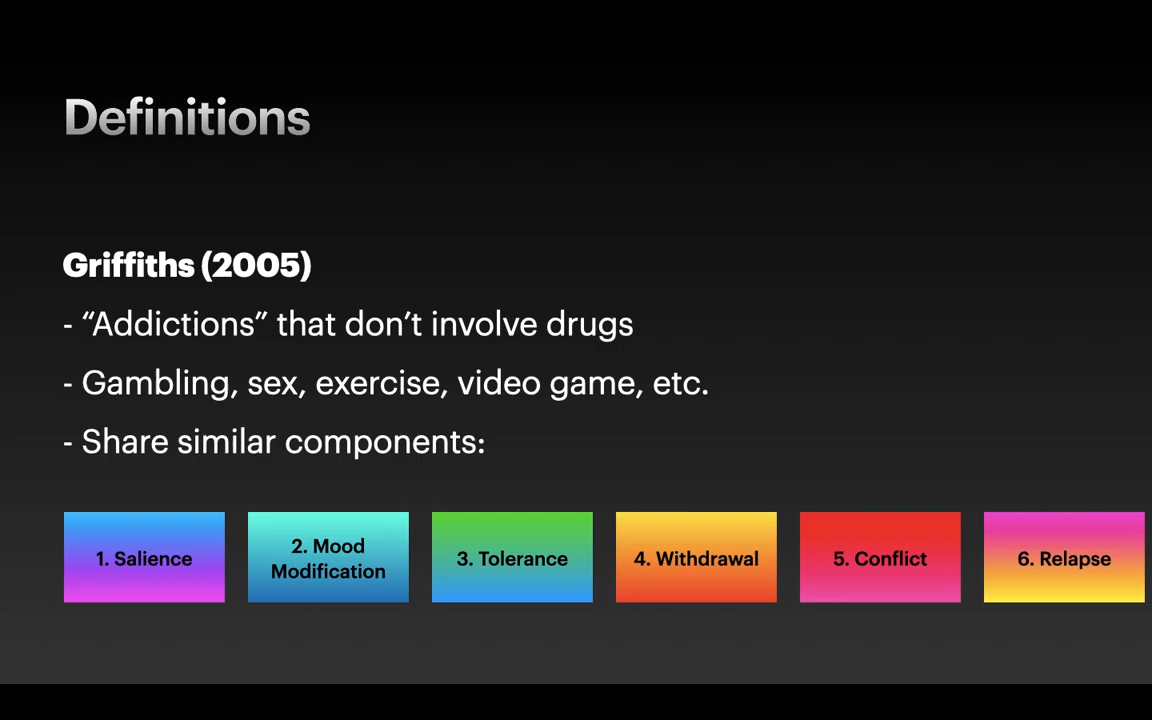 Definitions
Griffiths (2005)
- “Addictions” that don’t involve drugs
- Gambling, sex, exercise, video game, etc.
- Share similar components:
1. Salience
2. Mood
Modification
3. Tolerance
4. Withdrawal
5. Conflict
6. Relapse